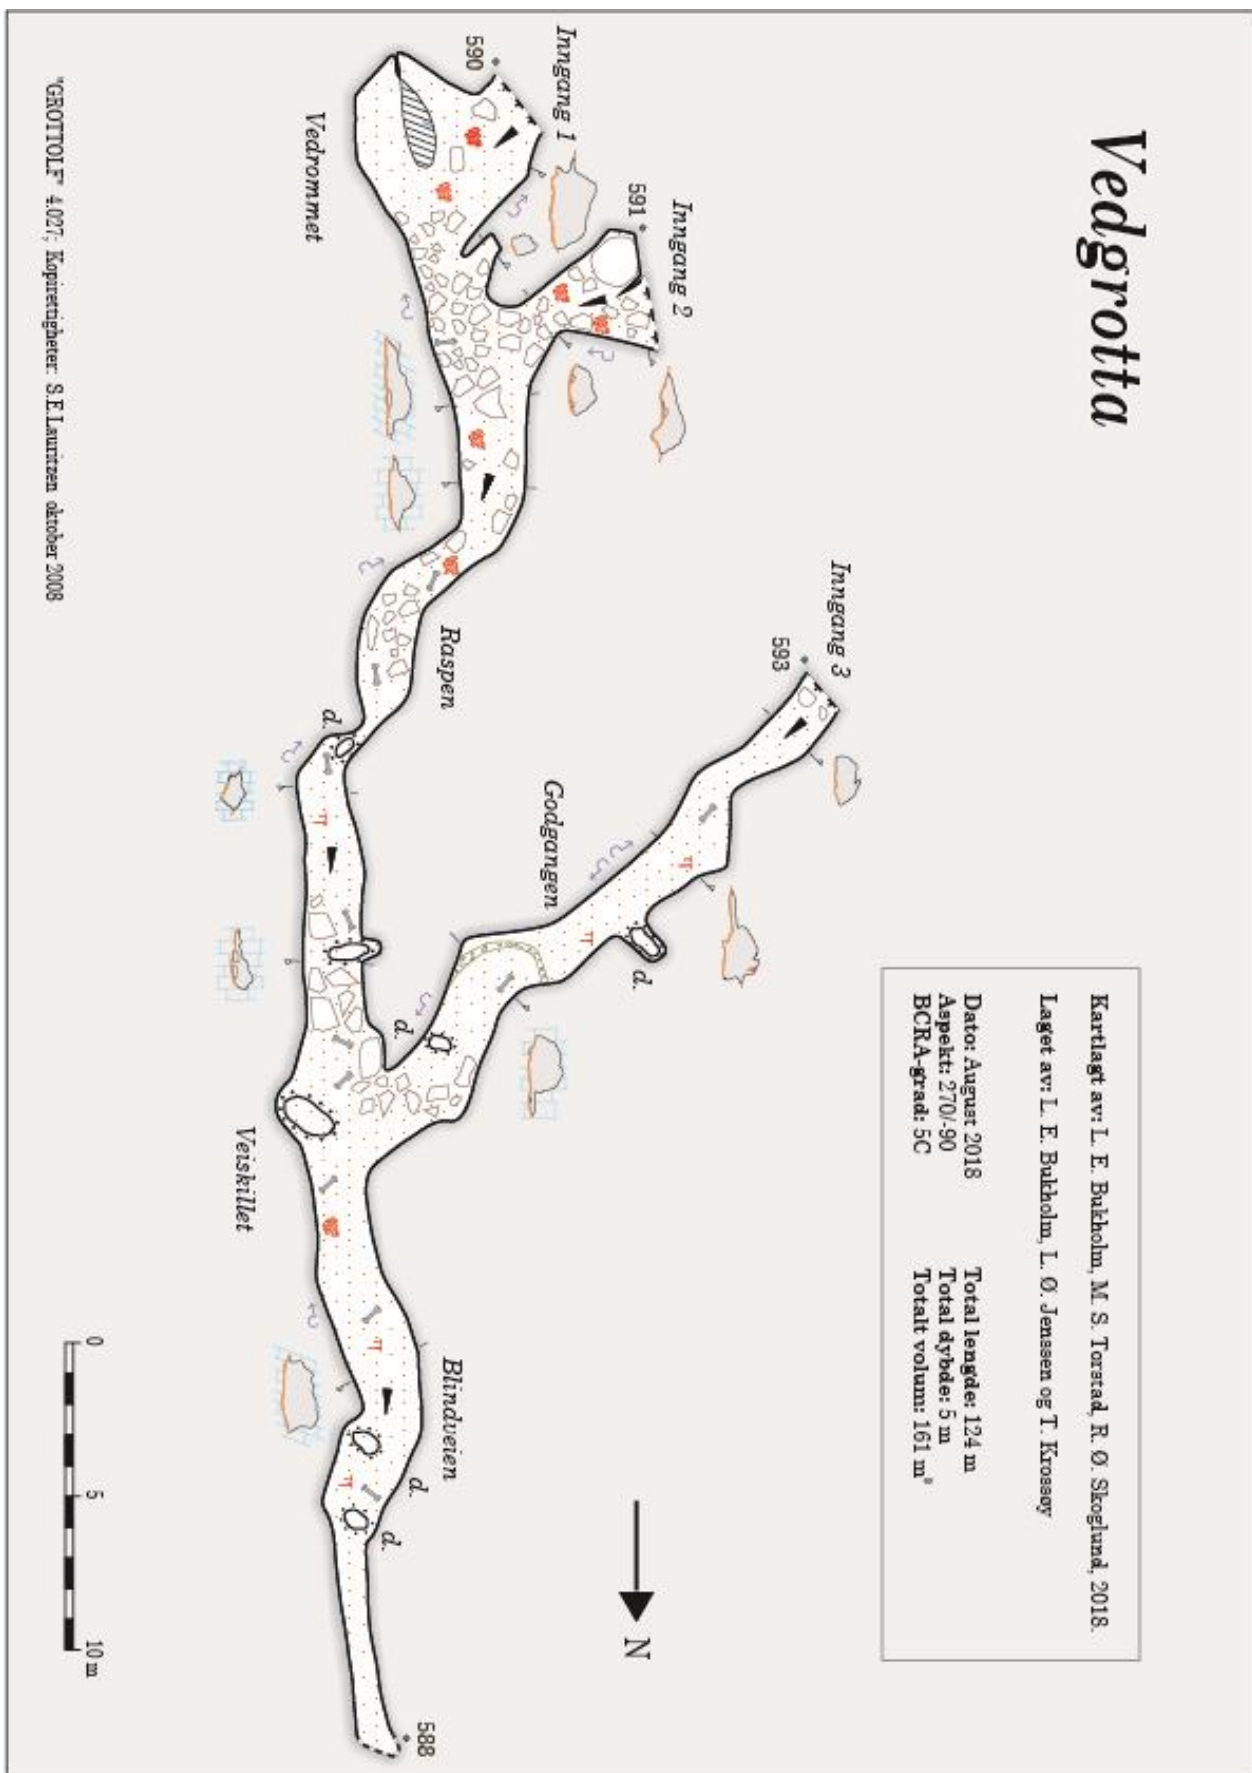 Vedgrotta
Kartlagt av: L. E. Bukholm, M. S. Torstad, R. Ø. Skoglund, 2018.
Laget av: L. E. Bukholm, L. Ø. Jenssen og T. Krossøy
Dato: August 2018
Aspekt: 270/-90
BCRA-grad: 5C
Total lengde: 124 m
Total dybde: 5 m
Totalt volum: 161 m³
Inngang 3
593
Inngang 2
591
Inngang 1
590
Vedrommet
Raspen
Godgangen
d.
d.
d.
Veiskillet
Blindveien
d.
d.
N
588
0
5
10 m
"GROTTOLF" 4.027; Kopirettigheter: S.E.Lauritzen oktober 2008